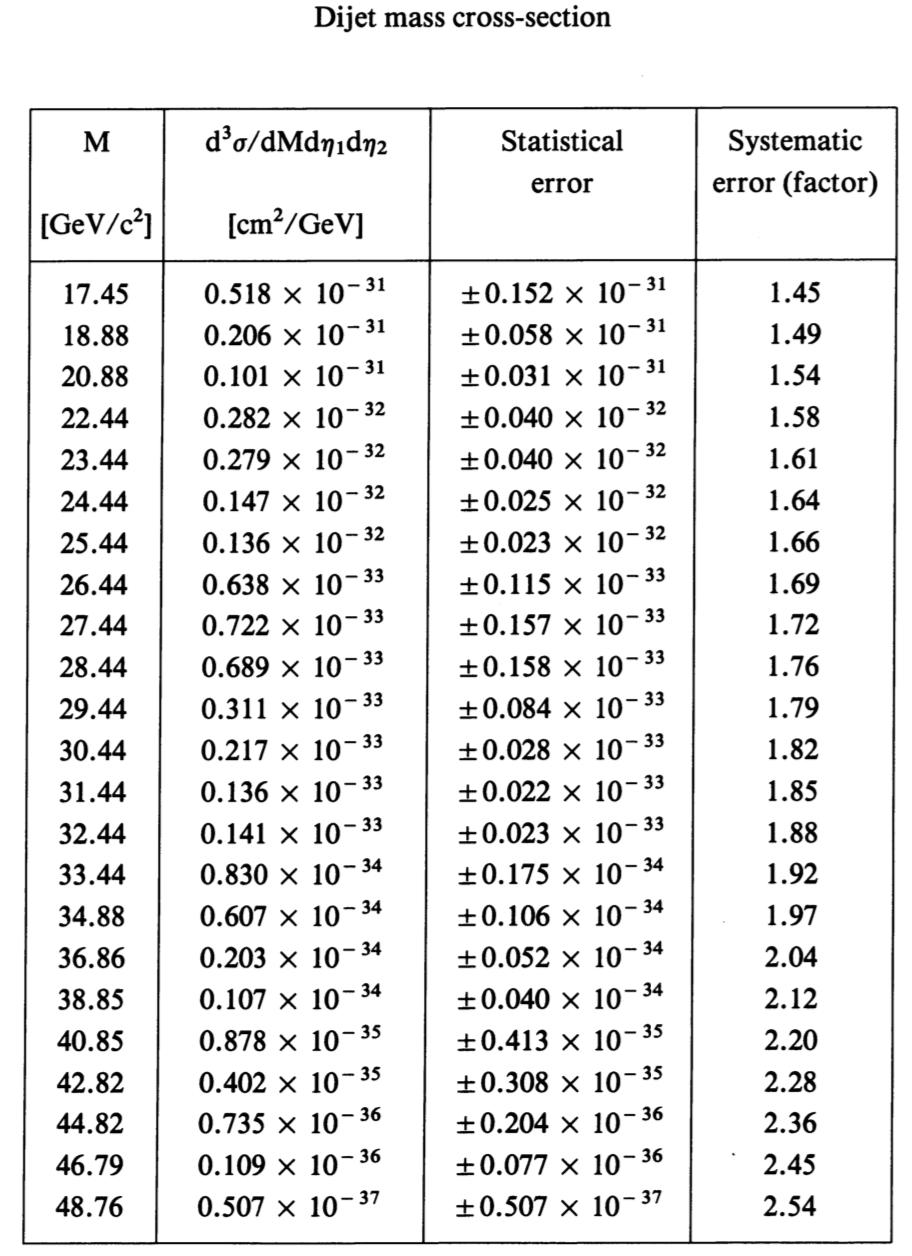 Dijet mass cross-section
M d³σ/dMdη₁dη₂ Statistical Systematic
error error (factor)
[GeV/c²] [cm²/GeV]
17.45 0.518 × 10⁻³¹ ±0.152 × 10⁻³¹ 1.45
18.88 0.206 × 10⁻³¹ ±0.058 × 10⁻³¹ 1.49
20.88 0.101 × 10⁻³¹ ±0.031 × 10⁻³¹ 1.54
22.44 0.282 × 10⁻³² ±0.040 × 10⁻³² 1.58
23.44 0.279 × 10⁻³² ±0.040 × 10⁻³² 1.61
24.44 0.147 × 10⁻³² ±0.025 × 10⁻³² 1.64
25.44 0.136 × 10⁻³² ±0.023 × 10⁻³² 1.66
26.44 0.638 × 10⁻³³ ±0.115 × 10⁻³³ 1.69
27.44 0.722 × 10⁻³³ ±0.157 × 10⁻³³ 1.72
28.44 0.689 × 10⁻³³ ±0.158 × 10⁻³³ 1.76
29.44 0.311 × 10⁻³³ ±0.084 × 10⁻³³ 1.79
30.44 0.217 × 10⁻³³ ±0.028 × 10⁻³³ 1.82
31.44 0.136 × 10⁻³³ ±0.022 × 10⁻³³ 1.85
32.44 0.141 × 10⁻³³ ±0.023 × 10⁻³³ 1.88
33.44 0.830 × 10⁻³⁴ ±0.175 × 10⁻³⁴ 1.92
34.88 0.607 × 10⁻³⁴ ±0.106 × 10⁻³⁴ 1.97
36.86 0.203 × 10⁻³⁴ ±0.052 × 10⁻³⁴ 2.04
38.85 0.107 × 10⁻³⁴ ±0.040 × 10⁻³⁴ 2.12
40.85 0.878 × 10⁻³⁵ ±0.413 × 10⁻³⁵ 2.20
42.82 0.402 × 10⁻³⁵ ±0.308 × 10⁻³⁵ 2.28
44.82 0.735 × 10⁻³⁶ ±0.204 × 10⁻³⁶ 2.36
46.79 0.109 × 10⁻³⁶ ±0.077 × 10⁻³⁶ 2.45
48.76 0.507 × 10⁻³⁷ ±0.507 × 10⁻³⁷ 2.54